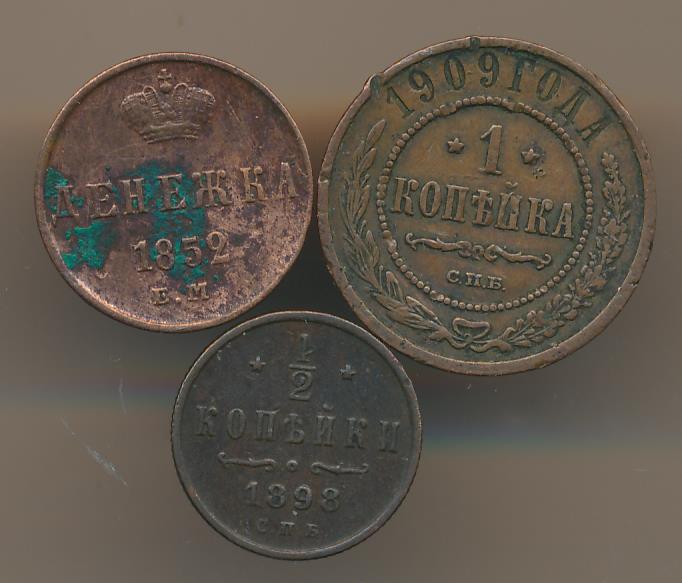 ДЕНЕЖКА
1852
Е.М
1909 ГОДА
1
КОПѢЙКА
С.П.Б.
1/2
КОПѢЙКИ
1898
С.П.Б.